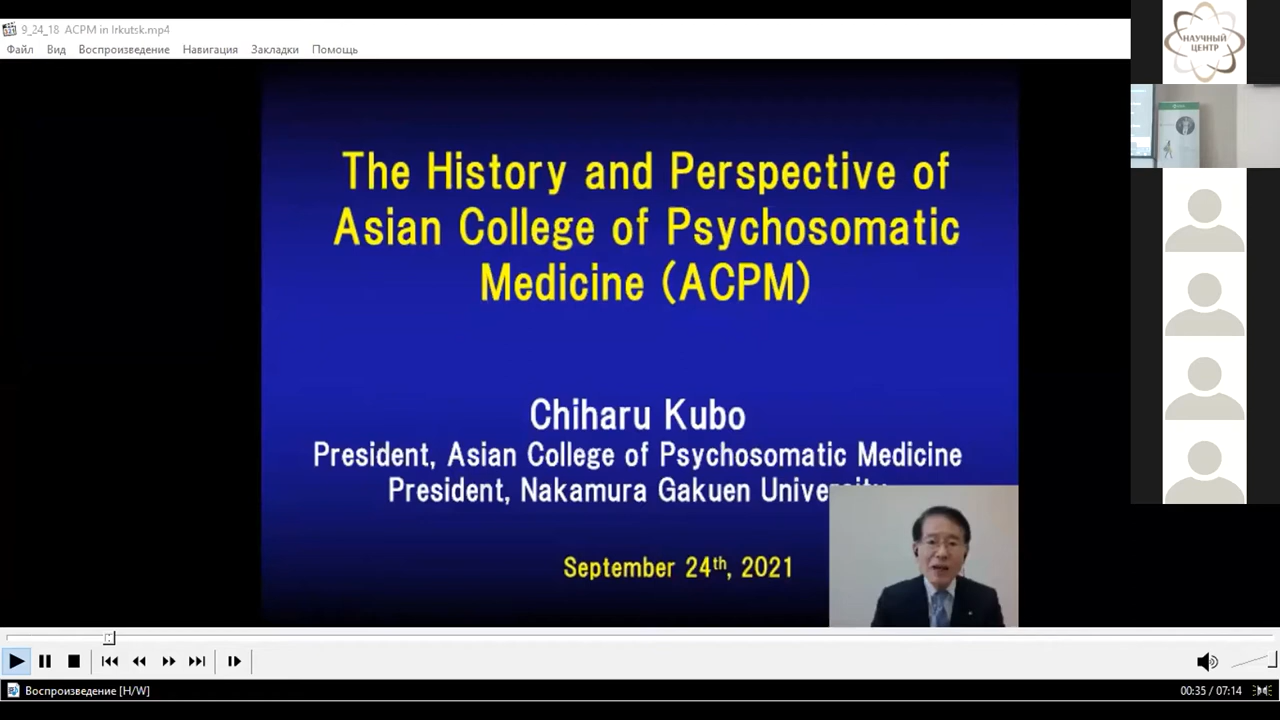 9_24_18 ACPM in Irkutsk.mp4
Файл Вид Воспроизведение Навигация Закладки Помощь
НАУЧНЫЙ
ЦЕНТР
The History and Perspective of
Asian College of Psychosomatic
Medicine (ACPM)
Chiharu Kubo
President, Asian College of Psychosomatic Medicine
President, Nakamura Gakuen University
September 24th, 2021
Воспроизведение [H/W]
00:35 / 07:14